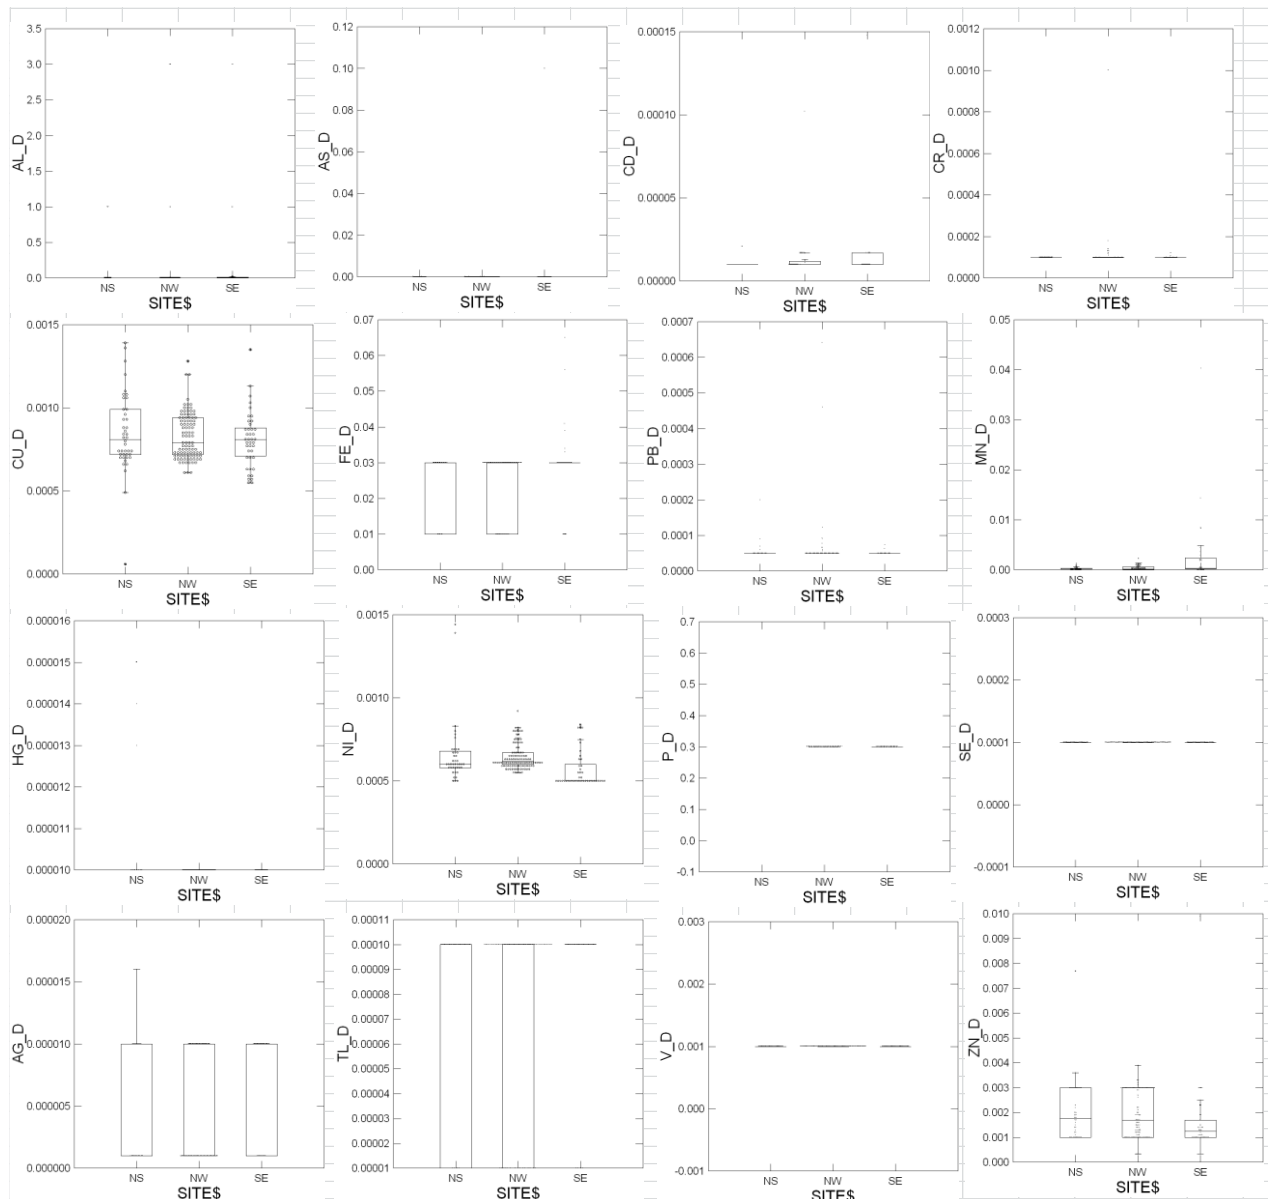 AL_D
3.5
3.0
2.5
2.0
1.5
1.0
0.5
0.0
NS NW SE
SITE$
AS_D
0.12
0.10
0.08
0.06
0.04
0.02
0.00
NS NW SE
SITE$
CD_D
0.00015
0.00010
0.00005
0.00000
NS NW SE
SITE$
CR_D
0.0012
0.0010
0.0008
0.0006
0.0004
0.0002
0.0000
NS NW SE
SITE$
CU_D
0.0015
0.0010
0.0005
0.0000
NS NW SE
SITE$
FE_D
0.07
0.06
0.05
0.04
0.03
0.02
0.01
0.00
NS NW SE
SITE$
PB_D
0.0007
0.0006
0.0005
0.0004
0.0003
0.0002
0.0001
0.0000
NS NW SE
SITE$
MN_D
0.05
0.04
0.03
0.02
0.01
0.00
NS NW SE
SITE$
HG_D
0.000016
0.000015
0.000014
0.000013
0.000012
0.000011
0.000010
NS NW SE
SITE$
NI_D
0.0015
0.0010
0.0005
0.0000
NS NW SE
SITE$
P_D
0.7
0.6
0.5
0.4
0.3
0.2
0.1
0.0
-0.1
NS NW SE
SITE$
SE_D
0.0003
0.0002
0.0001
0.0000
-0.0001
NS NW SE
SITE$
AG_D
0.000020
0.000015
0.000010
0.000005
0.000000
NS NW SE
SITE$
TL_D
0.00011
0.00010
0.00009
0.00008
0.00007
0.00006
0.00005
0.00004
0.00003
0.00002
0.00001
NS NW SE
SITE$
V_D
0.003
0.002
0.001
0.000
-0.001
NS NW SE
SITE$
ZN_D
0.010
0.009
0.008
0.007
0.006
0.005
0.004
0.003
0.002
0.001
0.000
NS NW SE
SITE$